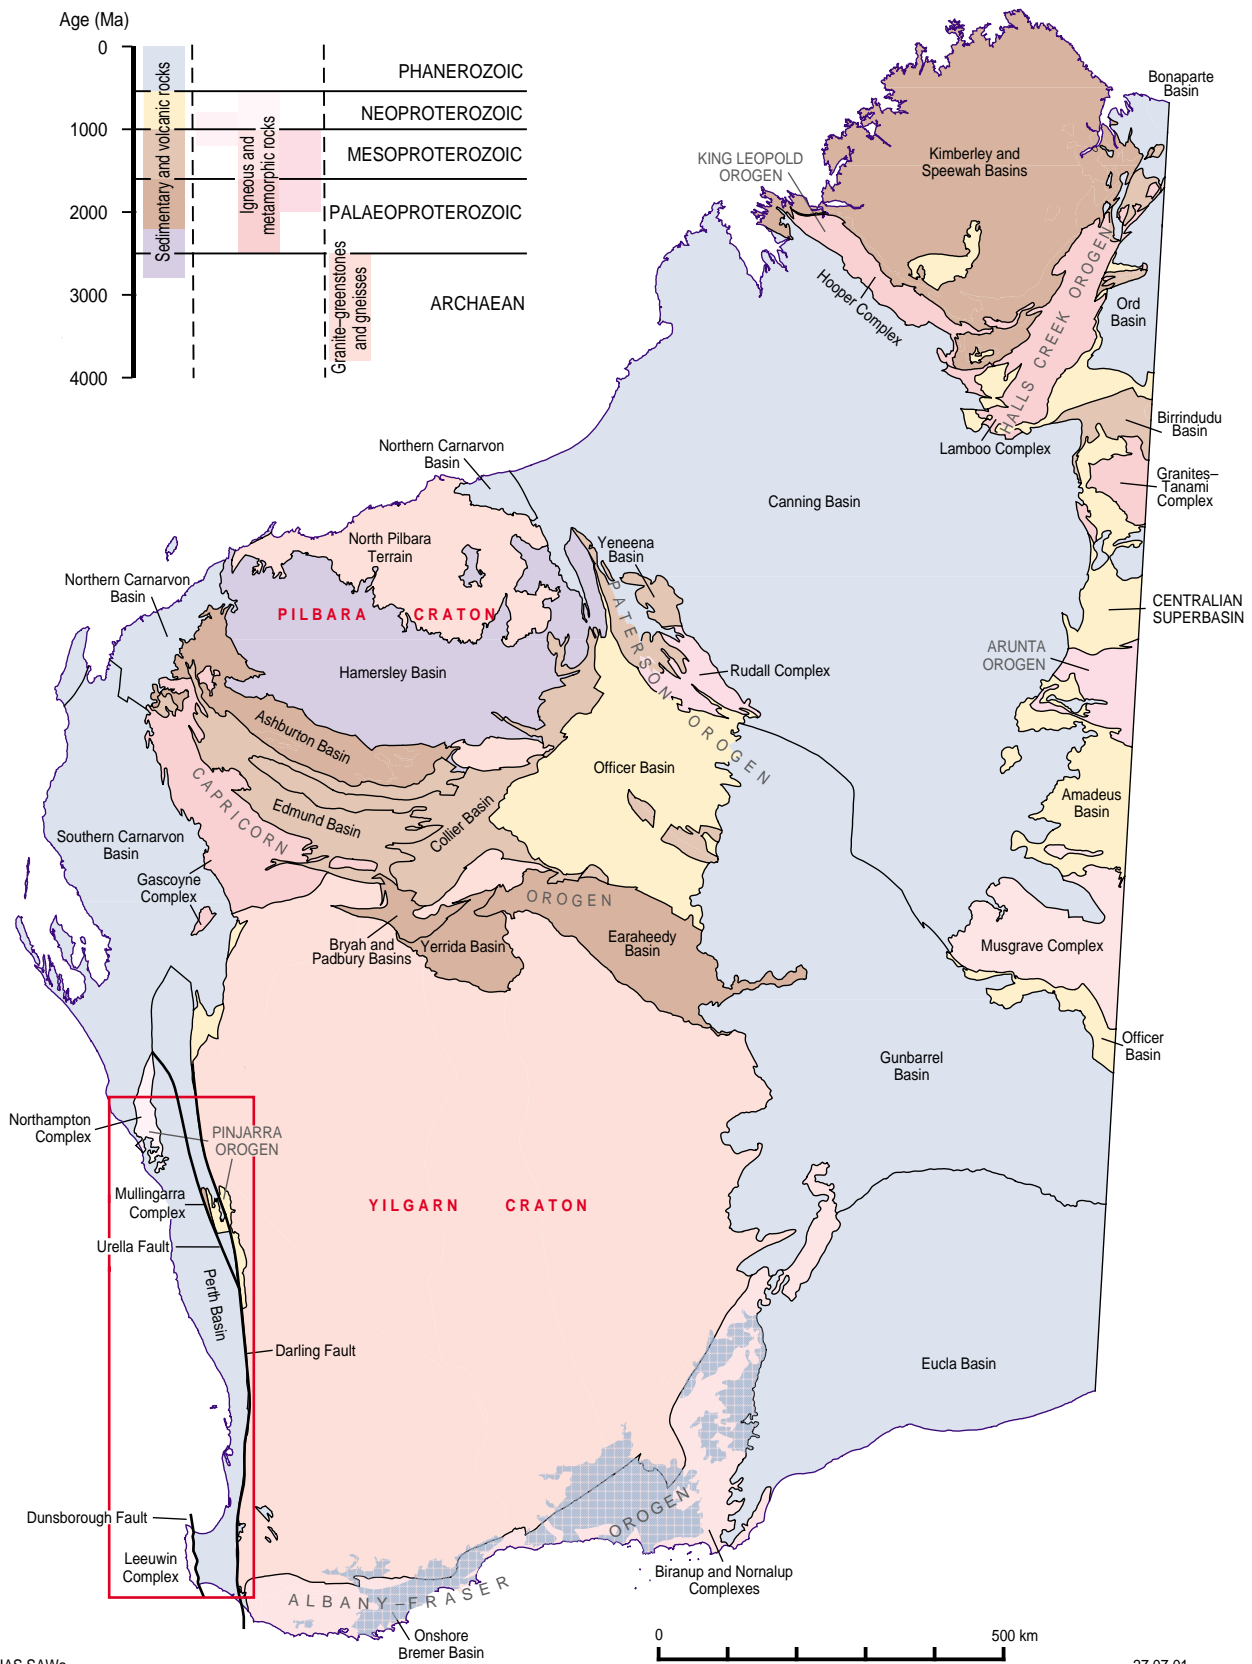 Age (Ma)
0
1000
2000
3000
4000
Sedimentary and volcanic rocks
Igneous and
metamorphic rocks
Granite–greenstones
and gneisses
PHANEROZOIC
NEOPROTEROZOIC
MESOPROTEROZOIC
PALAEOPROTEROZOIC
ARCHAEAN
Bonaparte
Basin
Kimberley and
Speewah Basins
KING LEOPOLD
OROGEN
Hooper Complex
HALLS CREEK OROGEN
Ord
Basin
Lamboo Complex
Birrindudu
Basin
Granites–
Tanami
Complex
Northern Carnarvon
Basin
Canning Basin
North Pilbara
Terrain
Yeneena
Basin
Northern Carnarvon
Basin
PILBARA CRATON
CENTRALIAN
SUPERBASIN
ARUNTA
OROGEN
PATERSON OROGEN
Rudall Complex
Hamersley Basin
Ashburton Basin
Officer Basin
CAPRICORN
Edmund Basin
Collier Basin
Amadeus
Basin
Southern Carnarvon
Basin
Gascoyne
Complex
OROGEN
Bryah and
Padbury Basins
Yerrida Basin
Earaheedy
Basin
Musgrave Complex
Officer
Basin
Gunbarrel
Basin
Northampton
Complex
PINJARRA
OROGEN
Mullingarra
Complex
YILGARN CRATON
Urella Fault
Perth Basin
Darling Fault
Eucla Basin
Dunsborough Fault
Leeuwin
Complex
OROGEN
Biranup and Nornalup
Complexes
ALBANY–FRASER
Onshore
Bremer Basin
0
500 km